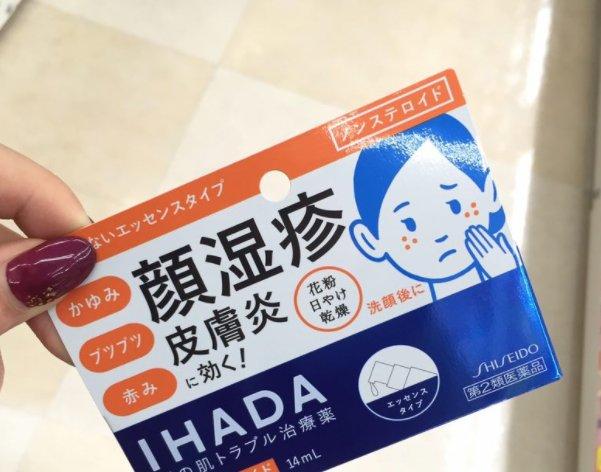 ンステロイド
ないエッセンスタイプ
顔湿疹
皮膚炎
に効く!
かゆみ
ブツブツ
赤み
花粉
日やけ
乾燥
洗顔後に
SHISEIDO
第2類医薬品
エッセンス
タイプ
IHADA
の肌トラブル治療薬
イド
14mL